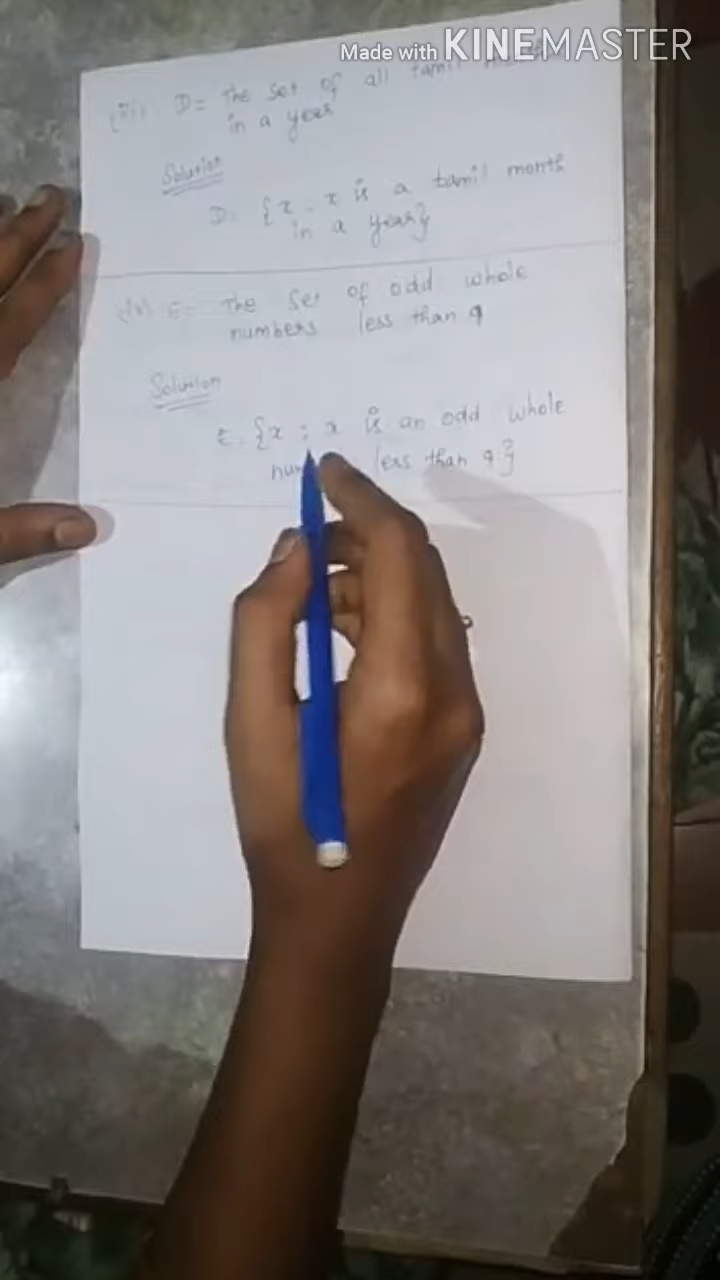 Made with KINEMASTER
(iii). D= The set of all tamil
in a year
Solution
D= {x : x is a tamil month
in a year}
(iv) E= The set of odd whole
numbers less than 9
Solution
E= {x : x is an odd whole
less than 9}